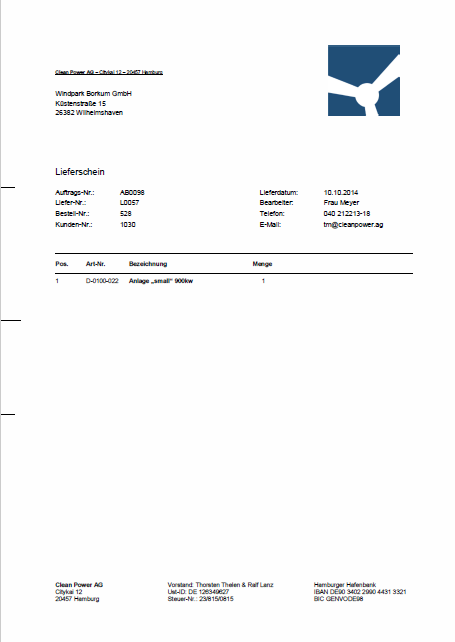 Clean Power AG – Citykai 12 – 20457 Hamburg
Windpark Borkum GmbH
Küstenstraße 15
26382 Wilhelmshaven
Lieferschein
Auftrags-Nr.: AB0098 Lieferdatum: 10.10.2014
Liefer-Nr.: L0057 Bearbeiter: Frau Meyer
Bestell-Nr.: 528 Telefon: 040 212213-18
Kunden-Nr.: 1030 E-Mail: tm@cleanpower.ag
Pos. Art-Nr. Bezeichnung Menge
1 D-0100-022 Anlage „small“ 900kw 1
Clean Power AG Vorstand: Thorsten Thelen & Ralf Lanz Hamburger Hafenbank
Citykai 12 Ust-ID: DE 126349627 IBAN DE90 3402 2990 4431 3321
20457 Hamburg Steuer-Nr.: 23/815/0815 BIC GENVODE98